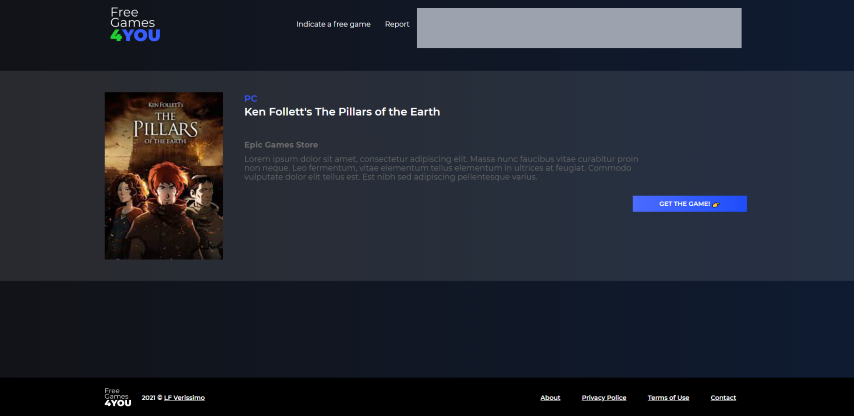 Free
Games
4YOU
Indicate a free game
Report
KEN FOLLETT'S
THE
PILLARS
OF THE EARTH
PC
Ken Follett's The Pillars of the Earth
Epic Games Store
Lorem ipsum dolor sit amet, consectetur adipiscing elit. Massa nunc faucibus vitae curabitur proin
non neque. Leo fermentum, vitae elementum tellus elementum in ultrices at feugiat. Commodo
vulputate dolor elit tellus est. Est nibh sed adipiscing pellentesque varius.
GET THE GAME! 👉
Free
Games
4YOU
2021 © LF Verissimo
About
Privacy Police
Terms of Use
Contact